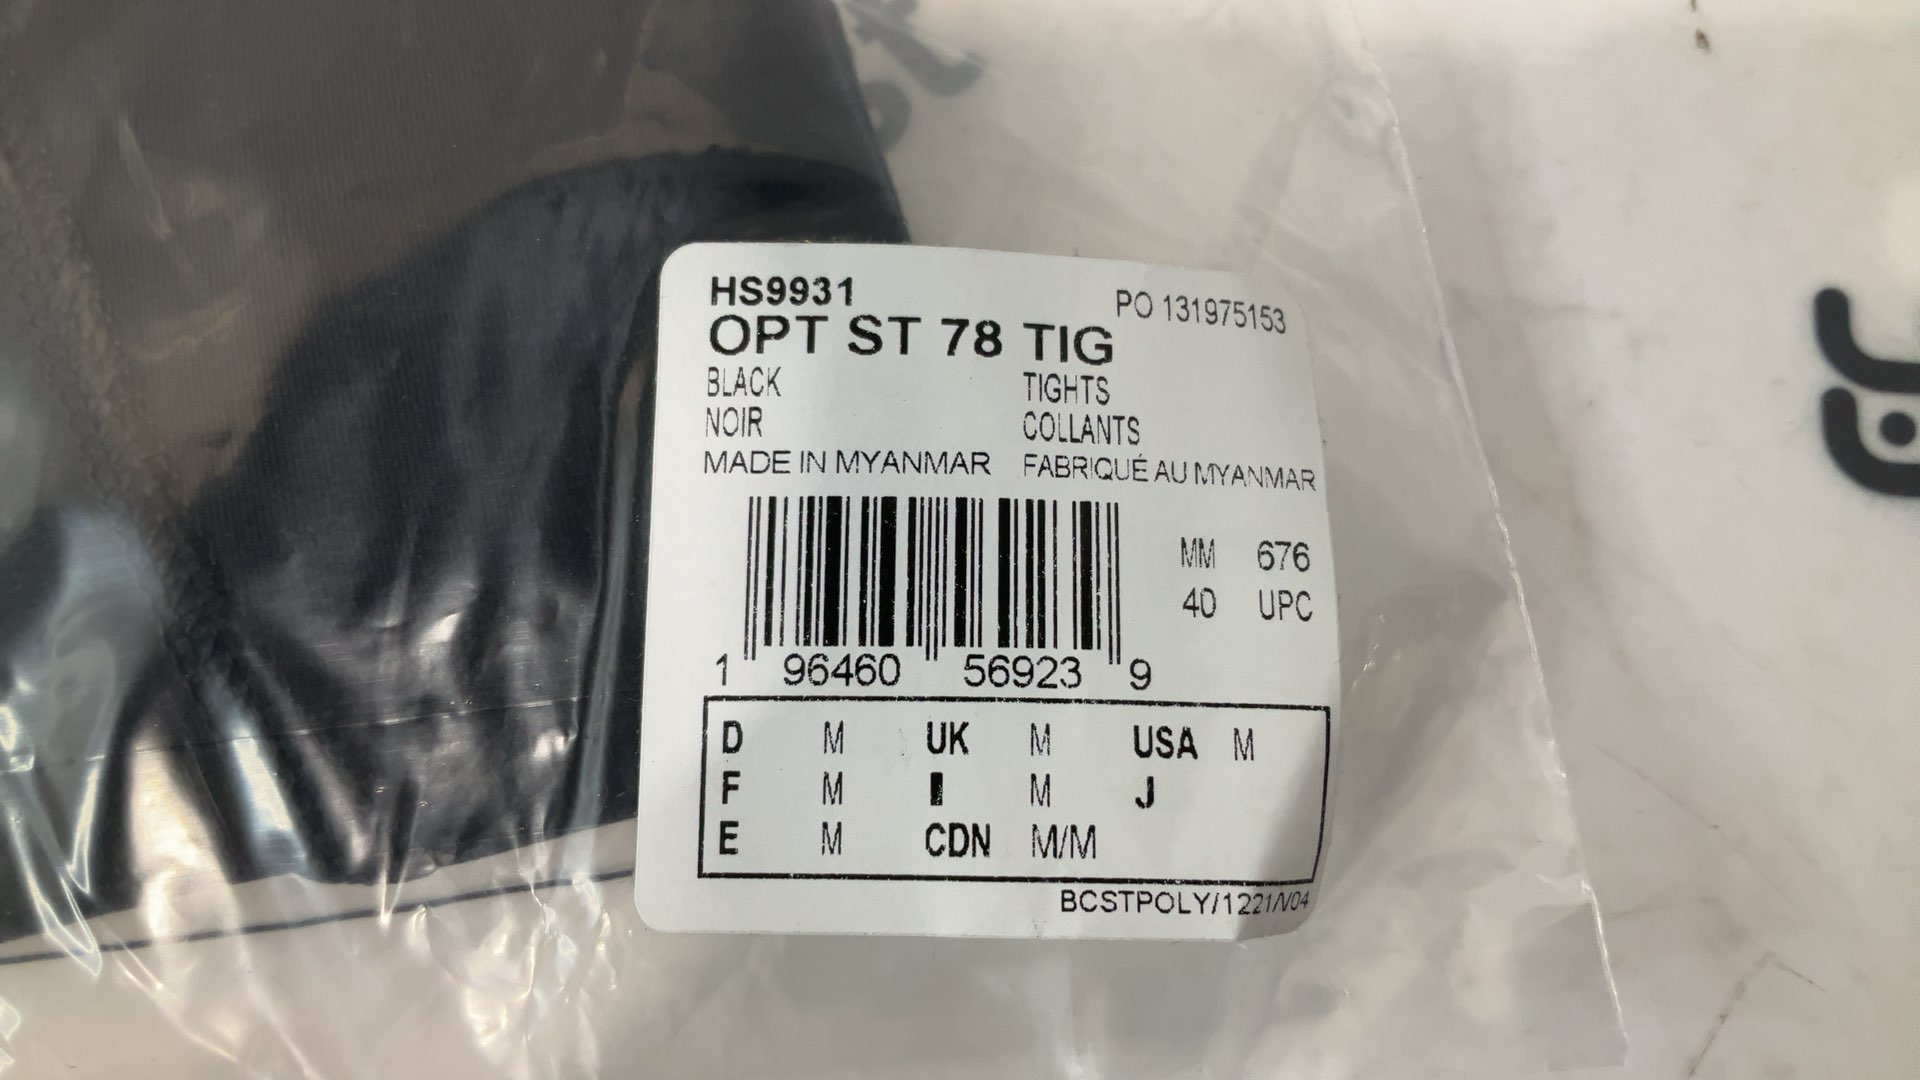 HS9931
PO 131975153
OPT ST 78 TIG
BLACK TIGHTS
NOIR COLLANTS
MADE IN MYANMAR FABRIQUÉ AU MYANMAR
MM 676
40 UPC
1 96460 56923 9
D M UK M USA M
F M I M J
E M CDN M/M
BCSTPOLY/1221/V04